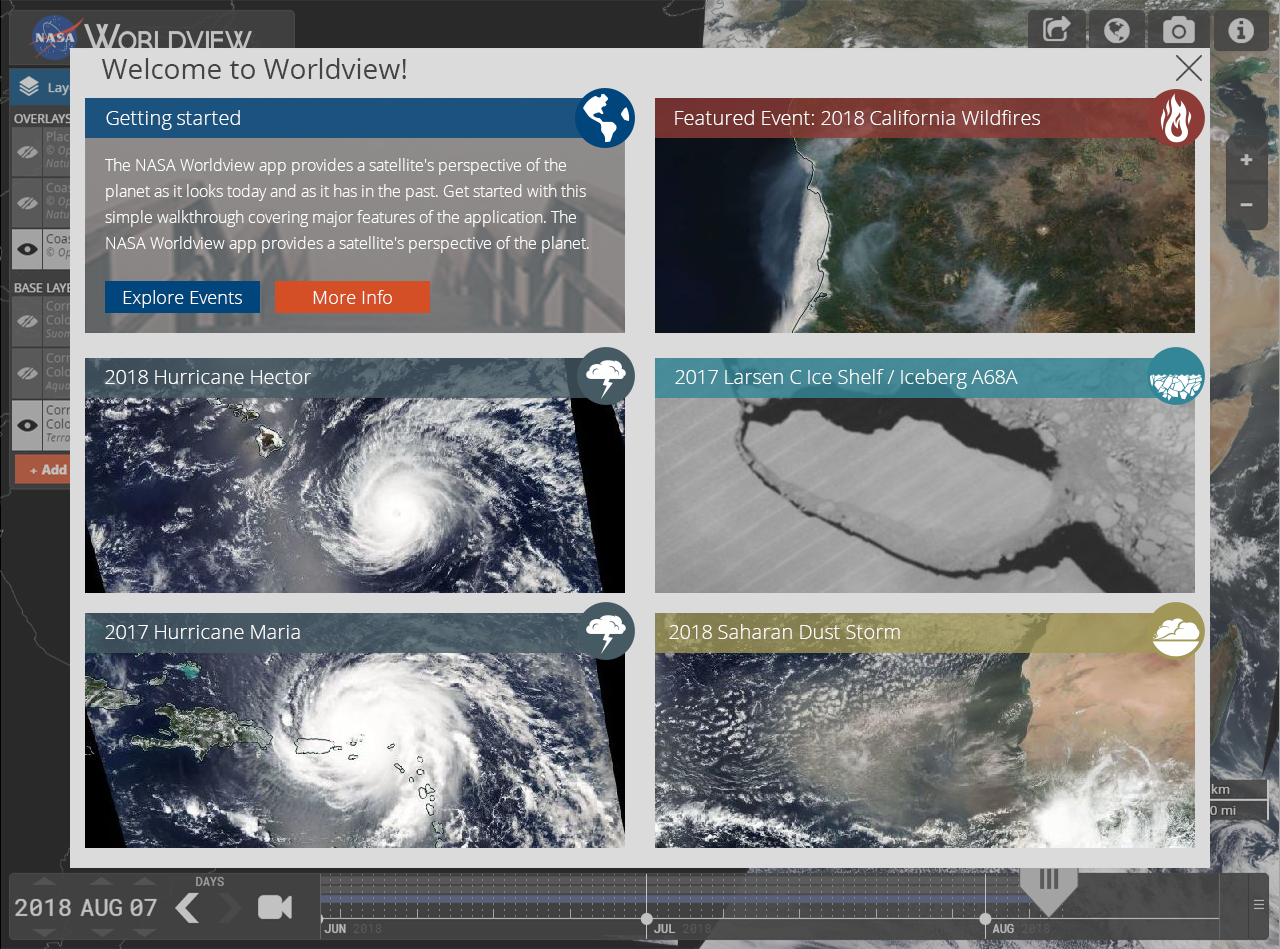 NASA WORLDVIEW
Welcome to Worldview!
Getting started
The NASA Worldview app provides a satellite's perspective of the
planet as it looks today and as it has in the past. Get started with this
simple walkthrough covering major features of the application. The
NASA Worldview app provides a satellite's perspective of the planet.
Explore Events
More Info
Featured Event: 2018 California Wildfires
2018 Hurricane Hector
2017 Larsen C Ice Shelf / Iceberg A68A
2017 Hurricane Maria
2018 Saharan Dust Storm
Lay
OVERLAYS
Plac
© Op
Natu
Coas
© Op
Natu
Coas
© Op
BASE LAYE
Corr
Colo
Suom
Corr
Colo
Aqua
Corr
Colo
Terra
+ Add
+
−
km
0 mi
DAYS
2018 AUG 07
JUN 2018
JUL 2018
AUG 2018